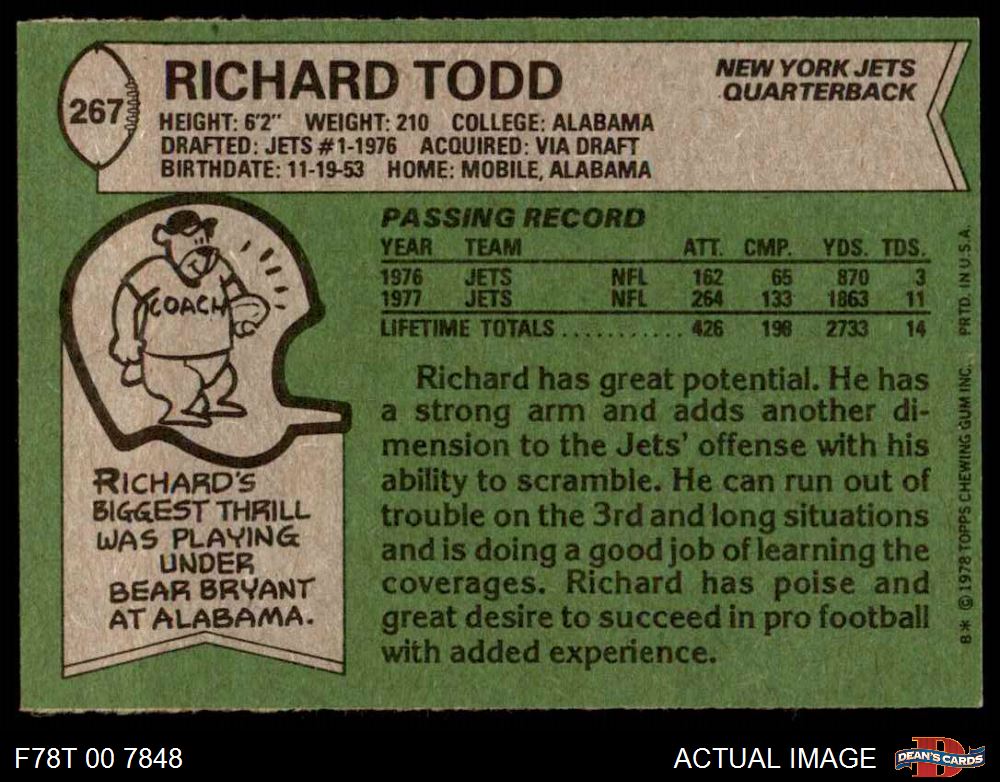 267
RICHARD TODD
NEW YORK JETS
QUARTERBACK
HEIGHT: 6'2" WEIGHT: 210 COLLEGE: ALABAMA
DRAFTED: JETS #1-1976 ACQUIRED: VIA DRAFT
BIRTHDATE: 11-19-53 HOME: MOBILE, ALABAMA
COACH
RICHARD'S
BIGGEST THRILL
WAS PLAYING
UNDER
BEAR BRYANT
AT ALABAMA.
PASSING RECORD
YEAR TEAM ATT. CMP. YDS. TDS.
1976 JETS NFL 162 65 870 3
1977 JETS NFL 264 133 1863 11
LIFETIME TOTALS........... 426 198 2733 14
Richard has great potential. He has
a strong arm and adds another di-
mension to the Jets' offense with his
ability to scramble. He can run out of
trouble on the 3rd and long situations
and is doing a good job of learning the
coverages. Richard has poise and
great desire to succeed in pro football
with added experience.
B* © 1978 TOPPS CHEWING GUM INC. PRTD. IN U.S.A.
F78T 00 7848
ACTUAL IMAGE
D
DEAN'S CARDS